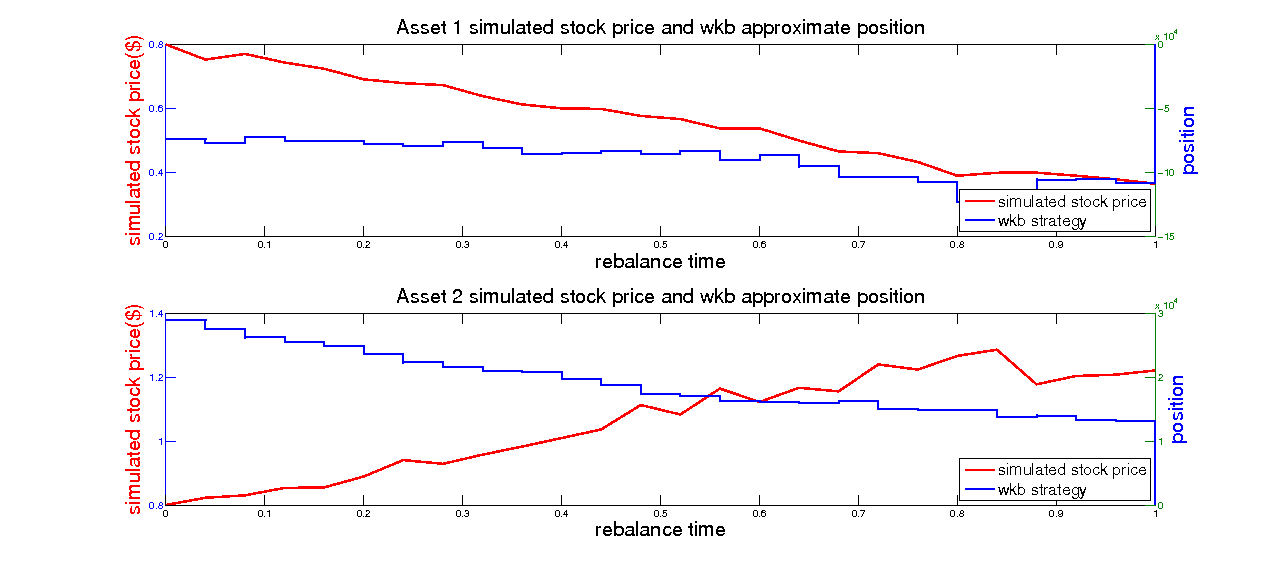 Asset 1 simulated stock price and wkb approximate position
x 10^4
simulated stock price($)
0.8
0.6
0.4
0.2
0
−5
−10
−15
position
simulated stock price
wkb strategy
0 0.1 0.2 0.3 0.4 0.5 0.6 0.7 0.8 0.9 1
rebalance time
Asset 2 simulated stock price and wkb approximate position
x 10^4
simulated stock price($)
1.4
1.2
1
0.8
3
2
1
0
position
simulated stock price
wkb strategy
0 0.1 0.2 0.3 0.4 0.5 0.6 0.7 0.8 0.9 1
rebalance time